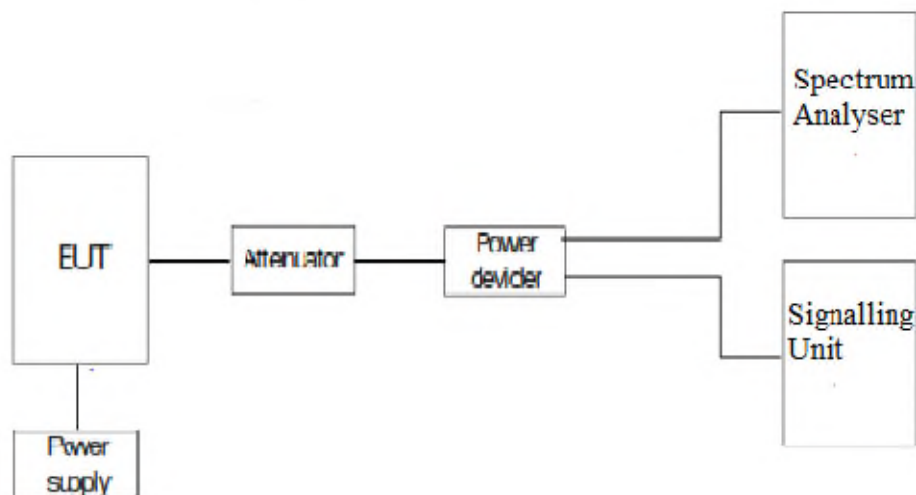 Spectrum
Analyser
EUT
Attenuator
Power
devider
Signalling
Unit
Power
supply